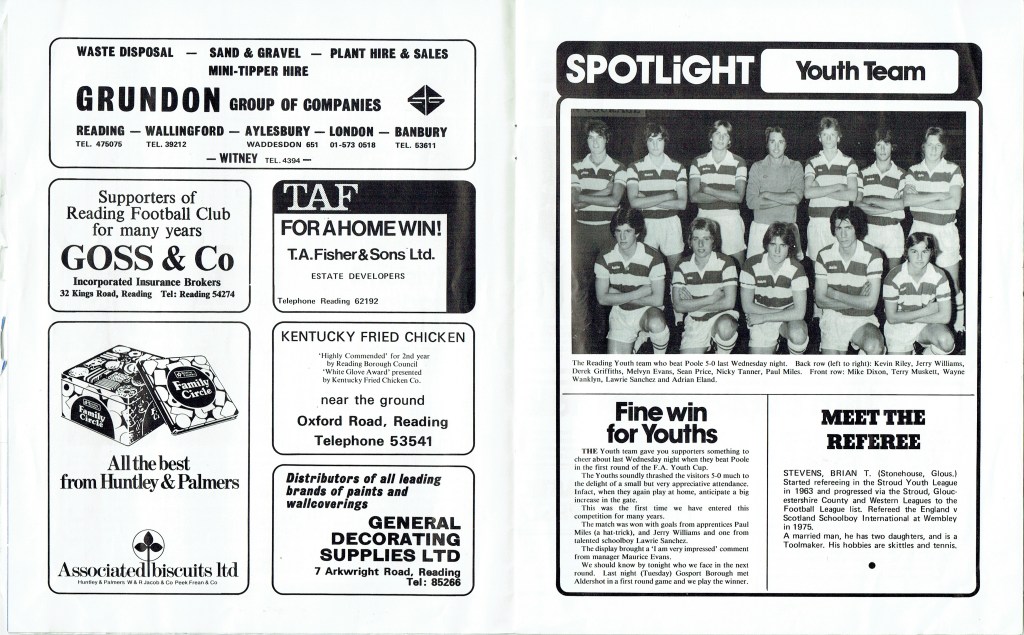 WASTE DISPOSAL — SAND & GRAVEL — PLANT HIRE & SALES
MINI-TIPPER HIRE
GRUNDON GROUP OF COMPANIES
READING — WALLINGFORD — AYLESBURY — LONDON — BANBURY
TEL. 475075 TEL. 39212 WADDESDON 651 01-573 0518 TEL. 53611
— WITNEY TEL. 4394 —
Supporters of
Reading Football Club
for many years
GOSS & Co
Incorporated Insurance Brokers
32 Kings Road, Reading Tel: Reading 54274
TAF
FOR A HOME WIN!
T.A. Fisher & Sons Ltd.
ESTATE DEVELOPERS
Telephone Reading 62192
Family
Circle
Family
Circle
All the best
from Huntley & Palmers
Associated biscuits ltd
Huntley & Palmers W & R Jacob & Co Peek Frean & Co
KENTUCKY FRIED CHICKEN
'Highly Commended' for 2nd year
by Reading Borough Council
'White Glove Award' presented
by Kentucky Fried Chicken Co.
near the ground
Oxford Road, Reading
Telephone 53541
Distributors of all leading
brands of paints and
wallcoverings
GENERAL
DECORATING
SUPPLIES LTD
7 Arkwright Road, Reading
Tel: 85266
SPOTLiGHT Youth Team
The Reading Youth team who beat Poole 5-0 last Wednesday night. Back row (left to right): Kevin Riley, Jerry Williams,
Derek Griffiths, Melvyn Evans, Sean Price, Nicky Tanner, Paul Miles. Front row: Mike Dixon, Terry Muskett, Wayne
Wanklyn, Lawrie Sanchez and Adrian Eland.
Fine win
for Youths
THE Youth team gave you supporters something to
cheer about last Wednesday night when they beat Poole
in the first round of the F.A. Youth Cup.
The Youths soundly thrashed the visitors 5-0 much to
the delight of a small but very appreciative attendance.
Infact, when they again play at home, anticipate a big
increase in the gate.
This was the first time we have entered this
competition for many years.
The match was won with goals from apprentices Paul
Miles (a hat-trick), and Jerry Williams and one from
talented schoolboy Lawrie Sanchez.
The display brought a 'I am very impressed' comment
from manager Maurice Evans.
We should know by tonight who we face in the next
round. Last night (Tuesday) Gosport Borough met
Aldershot in a first round game and we play the winner.
MEET THE
REFEREE
STEVENS, BRIAN T. (Stonehouse, Glous.)
Started refereeing in the Stroud Youth League
in 1963 and progressed via the Stroud, Glouc-
estershire County and Western Leagues to the
Football League list. Refereed the England v
Scotland Schoolboy International at Wembley
in 1975.
A married man, he has two daughters, and is a
Toolmaker. His hobbies are skittles and tennis.